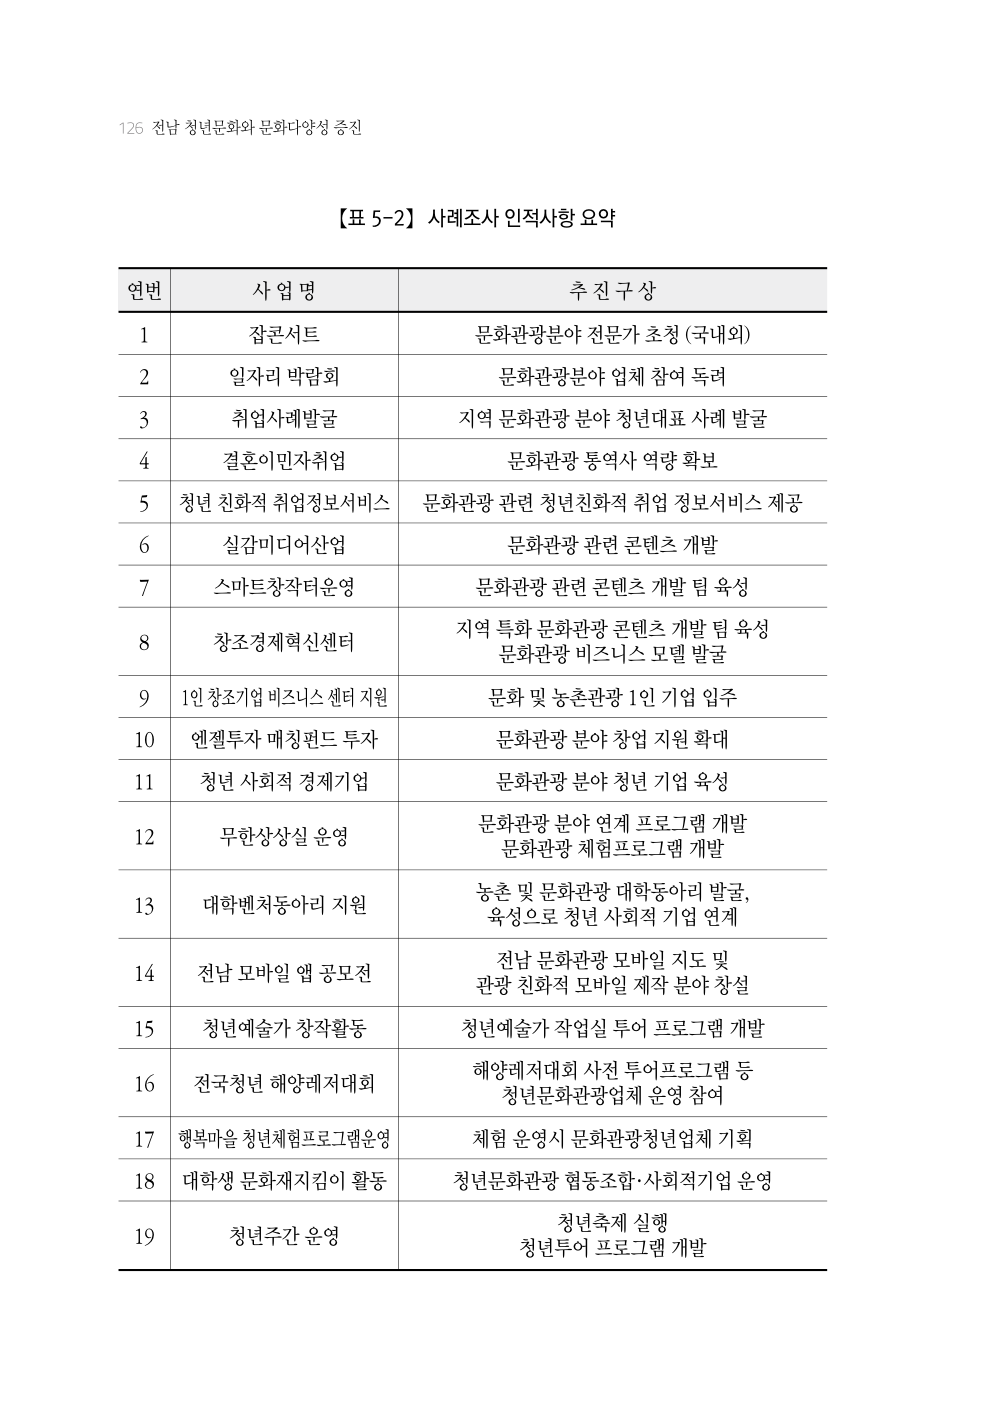 126 전남 청년문화와 문화다양성 증진
【표 5-2】 사례조사 인적사항 요약
연번 사 업 명 추 진 구 상
1 잡콘서트 문화관광분야 전문가 초청 (국내외)
2 일자리 박람회 문화관광분야 업체 참여 독려
3 취업사례발굴 지역 문화관광 분야 청년대표 사례 발굴
4 결혼이민자취업 문화관광 통역사 역량 확보
5 청년 친화적 취업정보서비스 문화관광 관련 청년친화적 취업 정보서비스 제공
6 실감미디어산업 문화관광 관련 콘텐츠 개발
7 스마트창작터운영 문화관광 관련 콘텐츠 개발 팀 육성
8 창조경제혁신센터 지역 특화 문화관광 콘텐츠 개발 팀 육성
문화관광 비즈니스 모델 발굴
9 1인 창조기업 비즈니스 센터 지원 문화 및 농촌관광 1인 기업 입주
10 엔젤투자 매칭펀드 투자 문화관광 분야 창업 지원 확대
11 청년 사회적 경제기업 문화관광 분야 청년 기업 육성
12 무한상상실 운영 문화관광 분야 연계 프로그램 개발
문화관광 체험프로그램 개발
13 대학벤처동아리 지원 농촌 및 문화관광 대학동아리 발굴,
육성으로 청년 사회적 기업 연계
14 전남 모바일 앱 공모전 전남 문화관광 모바일 지도 및
관광 친화적 모바일 제작 분야 창설
15 청년예술가 창작활동 청년예술가 작업실 투어 프로그램 개발
16 전국청년 해양레저대회 해양레저대회 사전 투어프로그램 등
청년문화관광업체 운영 참여
17 행복마을 청년체험프로그램운영 체험 운영시 문화관광청년업체 기획
18 대학생 문화재지킴이 활동 청년문화관광 협동조합·사회적기업 운영
19 청년주간 운영 청년축제 실행
청년투어 프로그램 개발